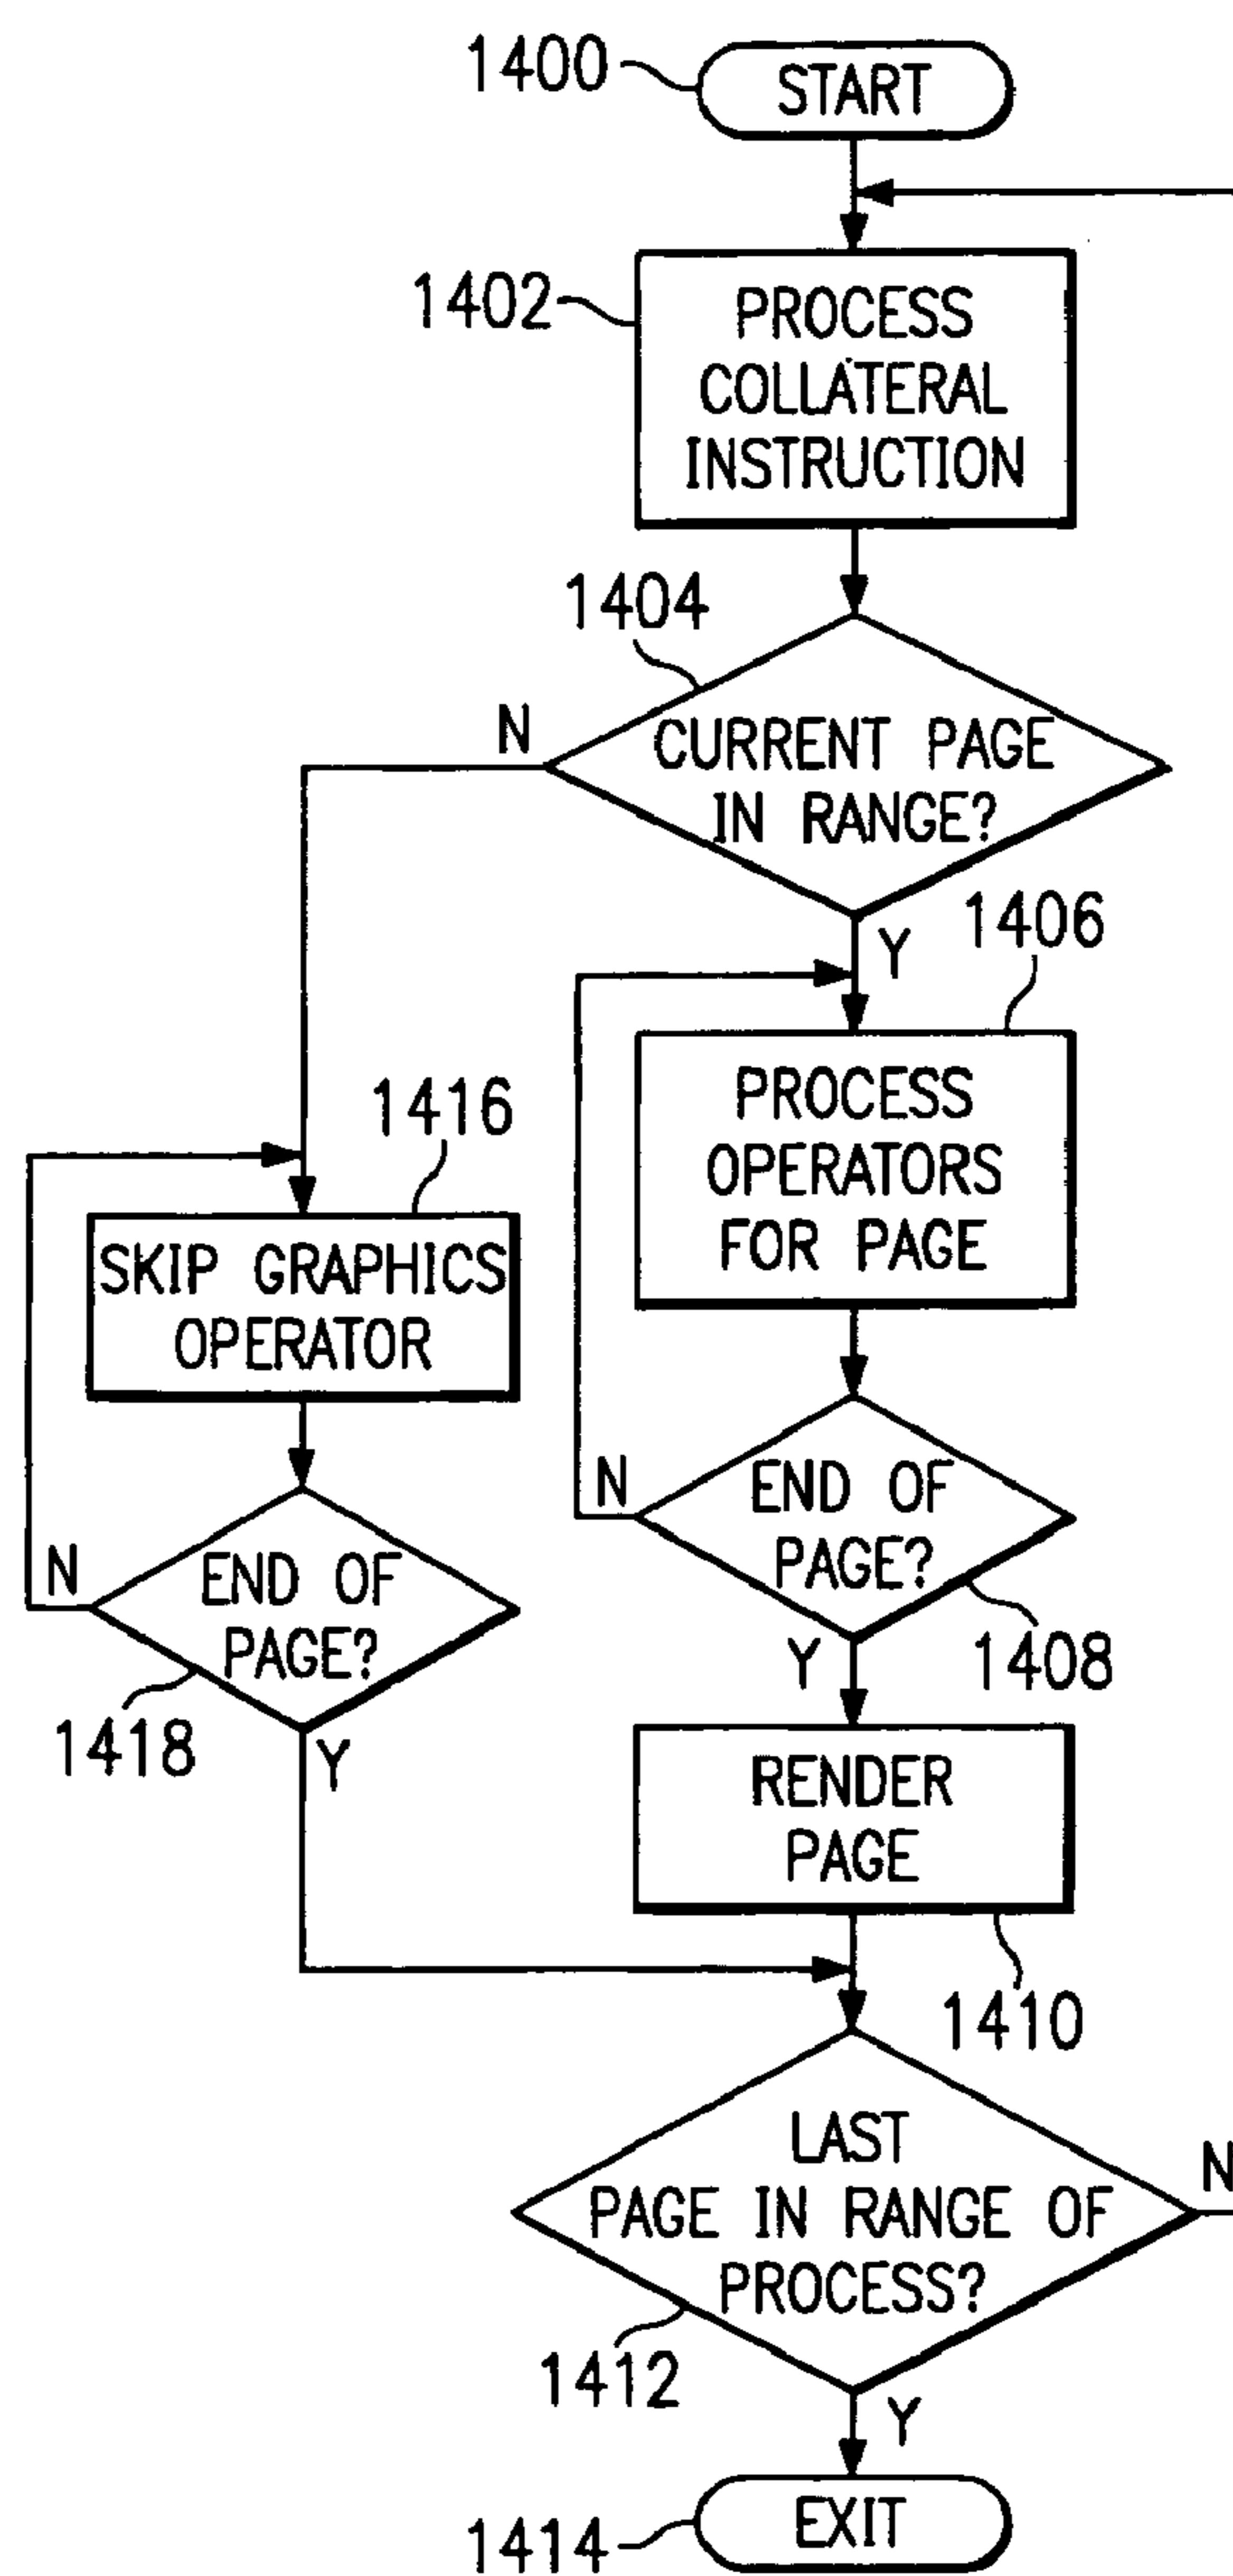 1400
START
1402
PROCESS
COLLATERAL
INSTRUCTION
1404
N
CURRENT PAGE
IN RANGE?
Y
1406
PROCESS
OPERATORS
FOR PAGE
1416
SKIP GRAPHICS
OPERATOR
N
END OF
PAGE?
1408
Y
N
END OF
PAGE?
1418
Y
RENDER
PAGE
1410
LAST
PAGE IN RANGE OF
PROCESS?
N
1412
Y
1414
EXIT